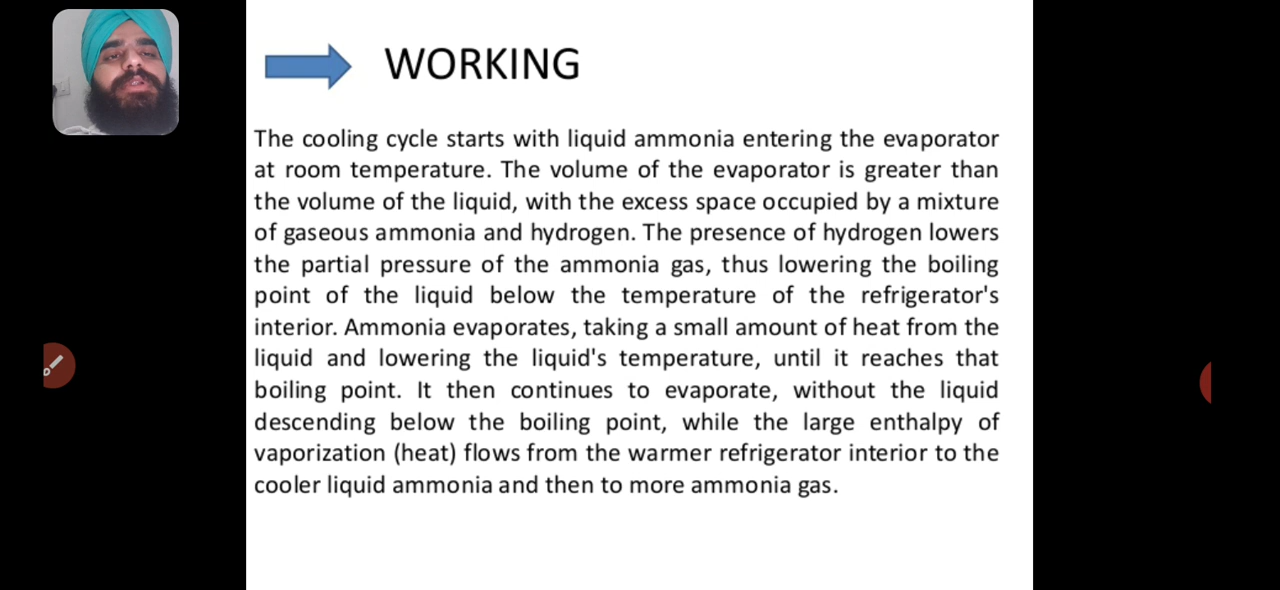 WORKING
The cooling cycle starts with liquid ammonia entering the evaporator
at room temperature. The volume of the evaporator is greater than
the volume of the liquid, with the excess space occupied by a mixture
of gaseous ammonia and hydrogen. The presence of hydrogen lowers
the partial pressure of the ammonia gas, thus lowering the boiling
point of the liquid below the temperature of the refrigerator's
interior. Ammonia evaporates, taking a small amount of heat from the
liquid and lowering the liquid's temperature, until it reaches that
boiling point. It then continues to evaporate, without the liquid
descending below the boiling point, while the large enthalpy of
vaporization (heat) flows from the warmer refrigerator interior to the
cooler liquid ammonia and then to more ammonia gas.